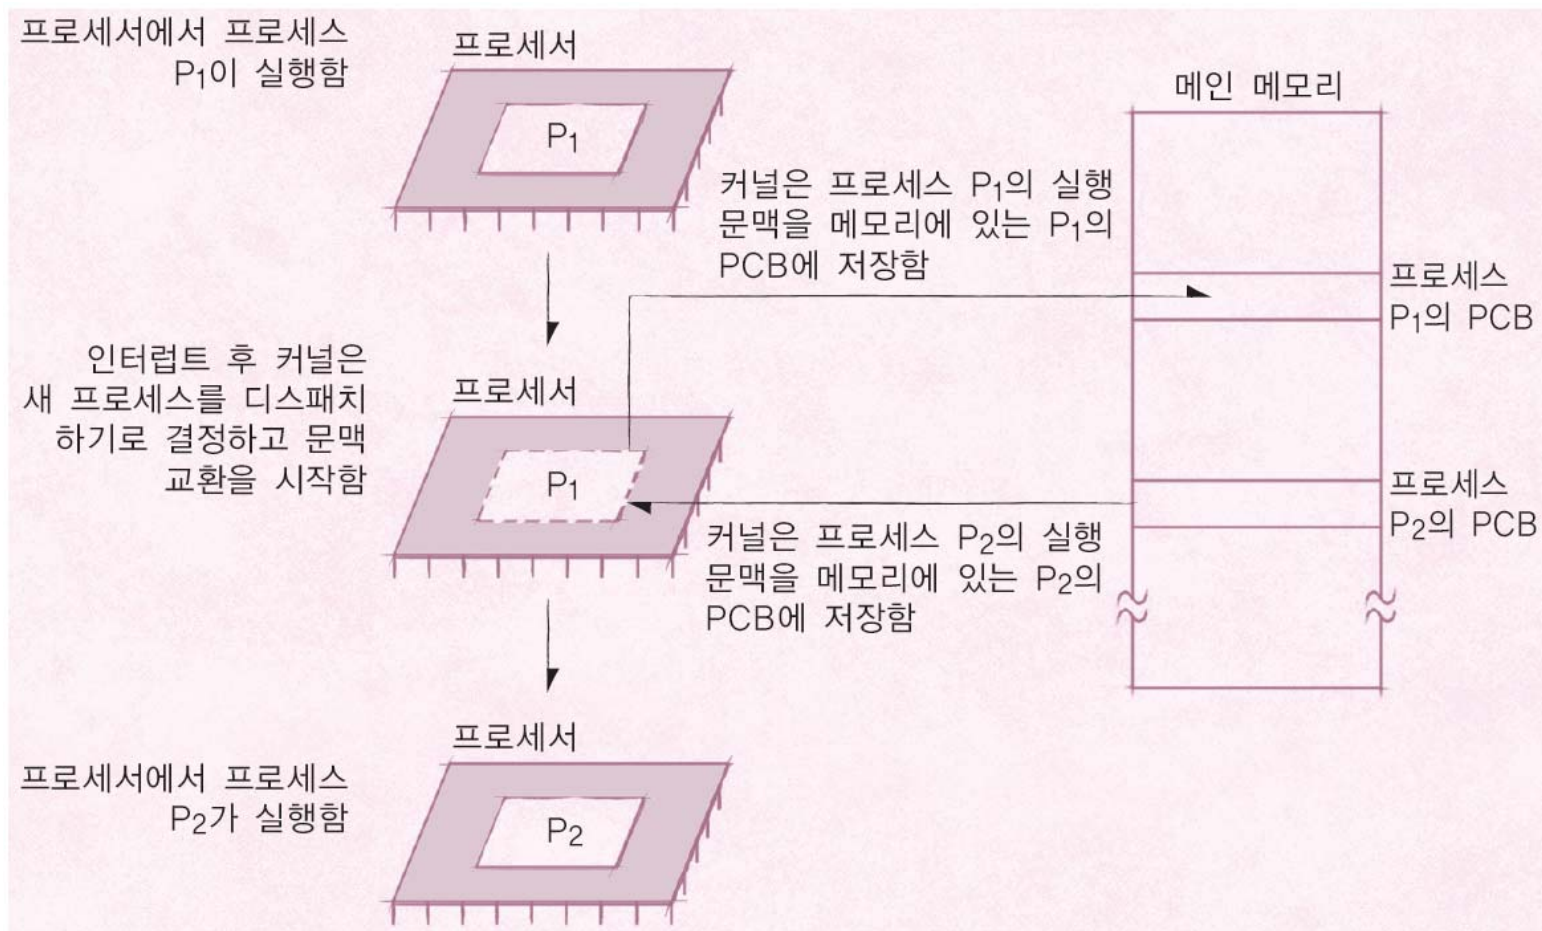 프로세서에서 프로세스
P1이 실행함
프로세서
P1
메인 메모리
커널은 프로세스 P1의 실행
문맥을 메모리에 있는 P1의
PCB에 저장함
프로세스
P1의 PCB
인터럽트 후 커널은
새 프로세스를 디스패치
하기로 결정하고 문맥
교환을 시작함
프로세서
P1
프로세스
P2의 PCB
커널은 프로세스 P2의 실행
문맥을 메모리에 있는 P2의
PCB에 저장함
프로세서에서 프로세스
P2가 실행함
프로세서
P2